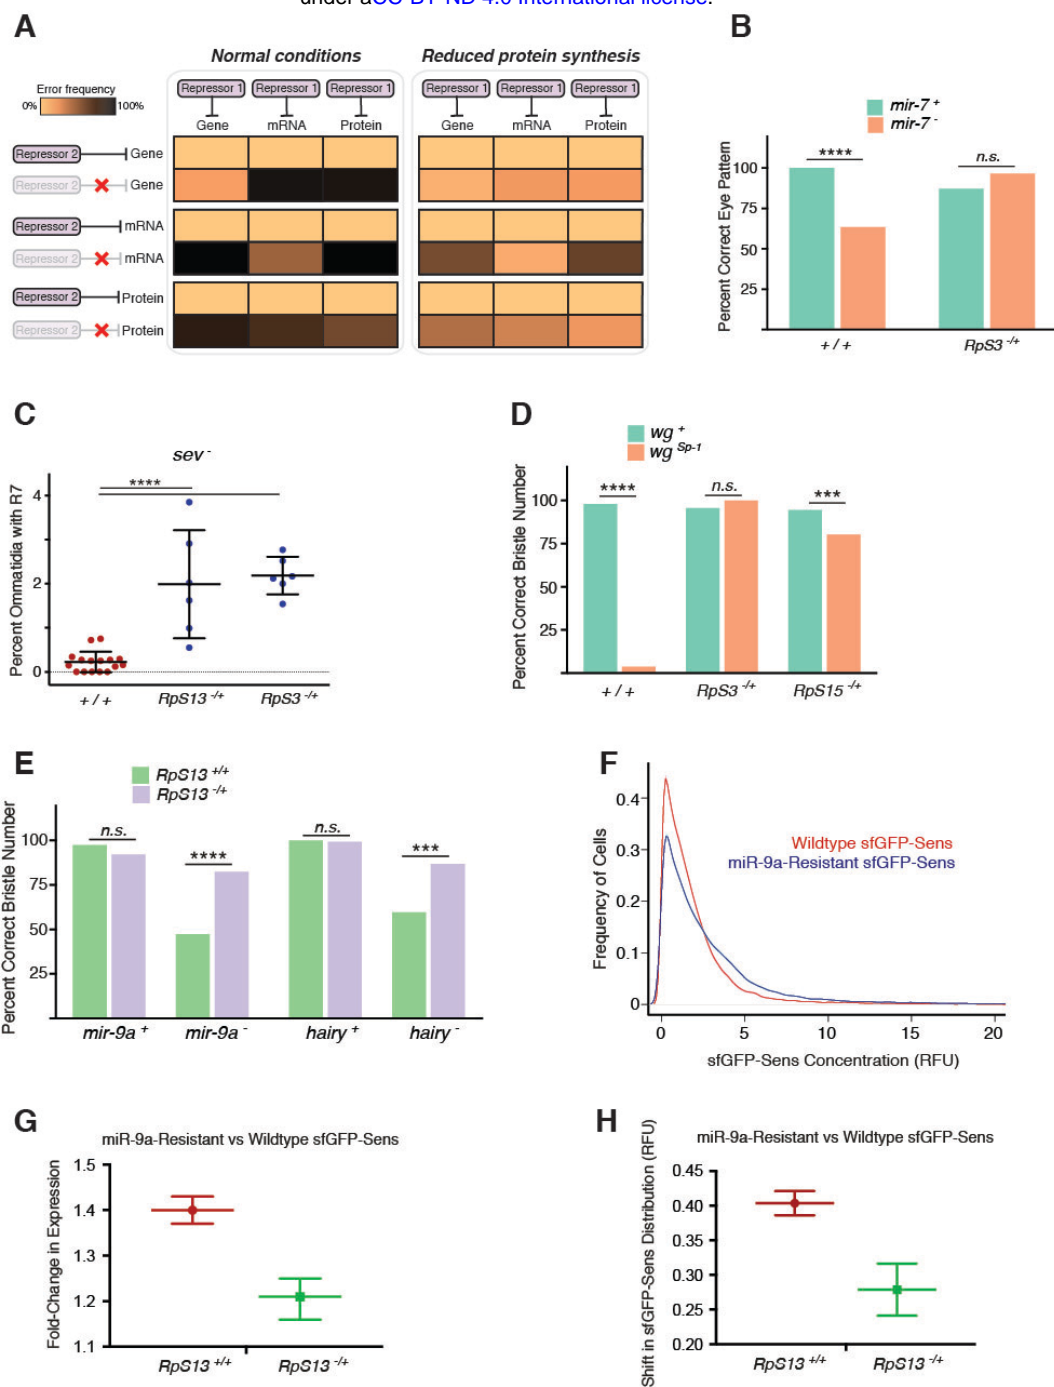 under aCC-BY-ND 4.0 International license.
A
Normal conditions
Reduced protein synthesis
Error frequency
0% 100%
Repressor 1 Repressor 1 Repressor 1 Repressor 1 Repressor 1 Repressor 1
Gene mRNA Protein Gene mRNA Protein
Repressor 2 Gene
Repressor 2 Gene
Repressor 2 mRNA
Repressor 2 mRNA
Repressor 2 Protein
Repressor 2 Protein
B
mir-7 +
mir-7 -
Percent Correct Eye Pattern
100
75
50
25
**** n.s.
+ / + RpS3 -/+
C
sev -
Percent Ommatidia with R7
4
2
0
****
+ / + RpS13 -/+ RpS3 -/+
D
wg +
wg Sp-1
Percent Correct Bristle Number
100
75
50
25
**** n.s. ***
+ / + RpS3 -/+ RpS15 -/+
E
RpS13 +/+
RpS13 -/+
Percent Correct Bristle Number
100
75
50
25
n.s. **** n.s. ***
mir-9a + mir-9a - hairy + hairy -
F
Frequency of Cells
0.4
0.3
0.2
0.1
0
Wildtype sfGFP-Sens
miR-9a-Resistant sfGFP-Sens
0 5 10 15 20
sfGFP-Sens Concentration (RFU)
G
miR-9a-Resistant vs Wildtype sfGFP-Sens
Fold-Change in Expression
1.5
1.4
1.3
1.2
1.1
RpS13 +/+ RpS13 -/+
H
miR-9a-Resistant vs Wildtype sfGFP-Sens
Shift in sfGFP-Sens Distribution (RFU)
0.45
0.40
0.35
0.30
0.25
0.20
RpS13 +/+ RpS13 -/+